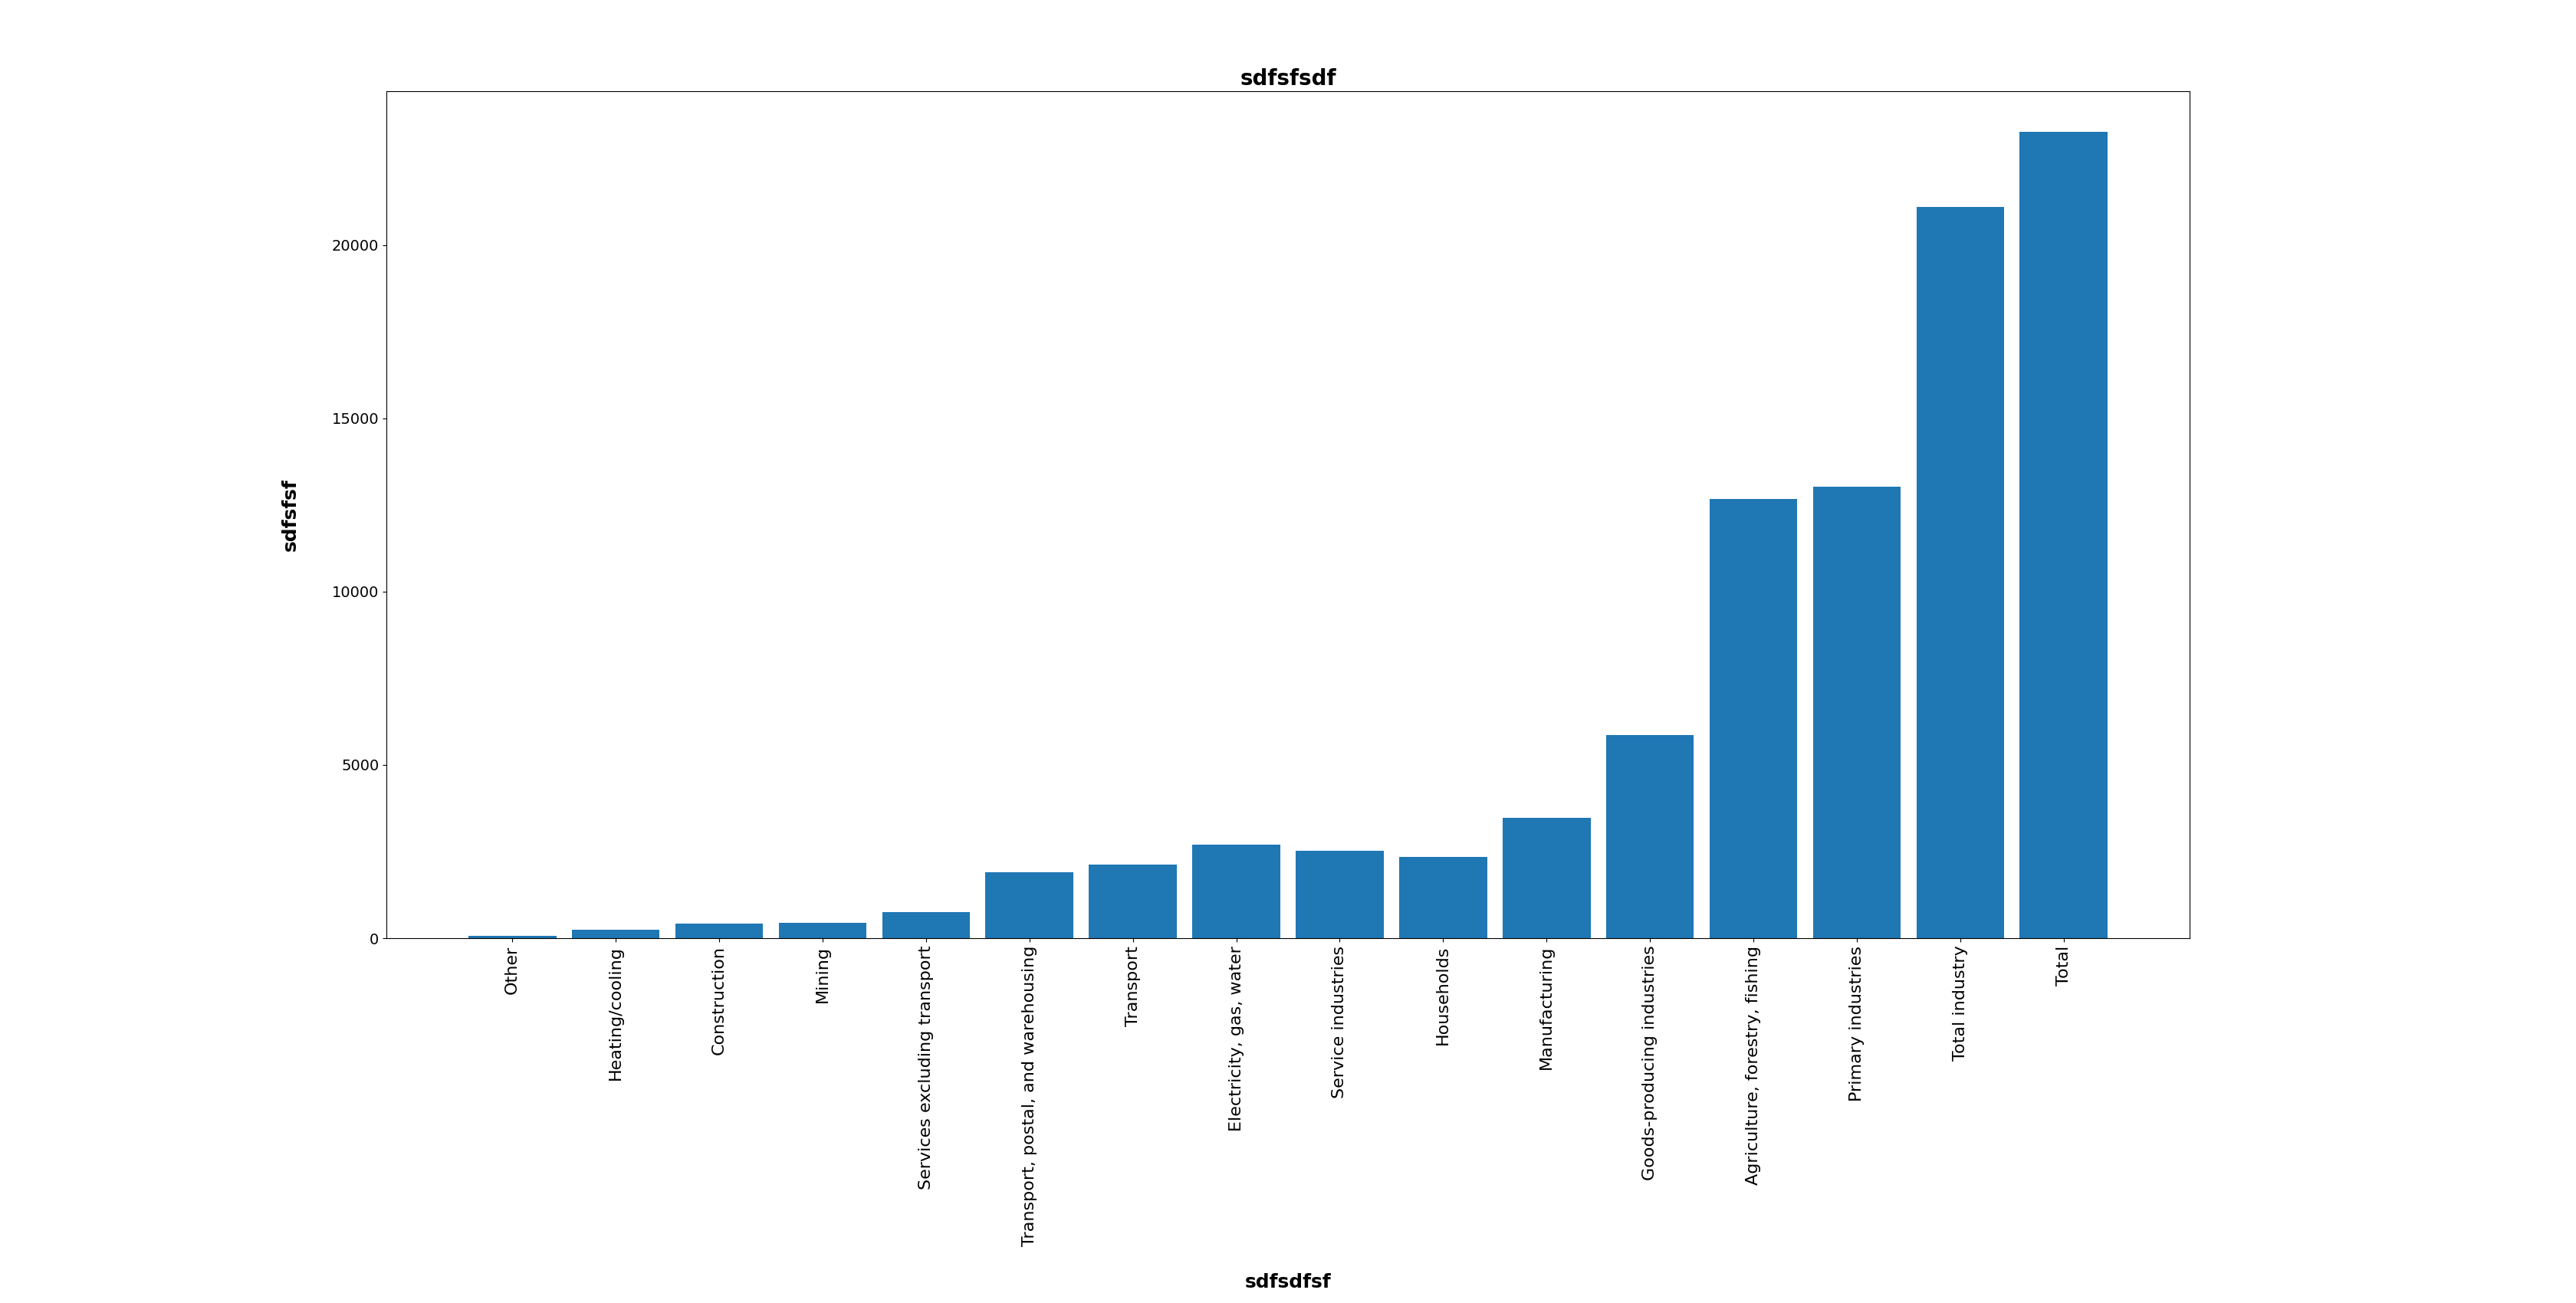 sdfsfsdf
sdfsfsf
20000
15000
10000
5000
0
Other
Heating/cooling
Construction
Mining
Services excluding transport
Transport, postal, and warehousing
Transport
Electricity, gas, water
Service industries
Households
Manufacturing
Goods-producing industries
Agriculture, forestry, fishing
Primary industries
Total industry
Total
sdfsdfsf